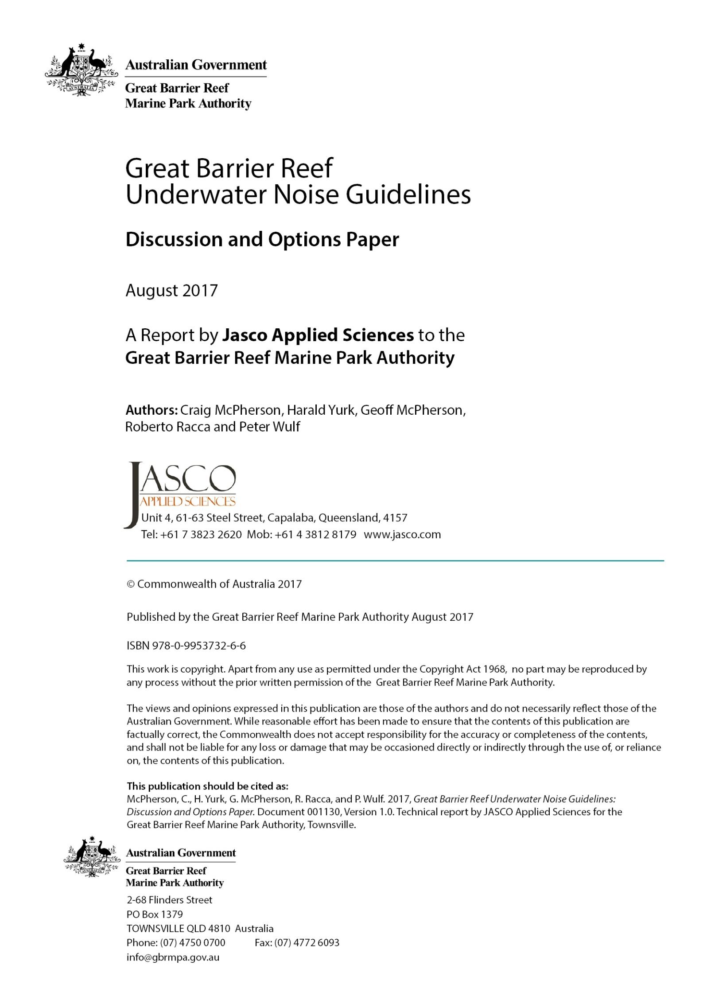 AUSTRALIA
Australian Government
Great Barrier Reef
Marine Park Authority
Great Barrier Reef
Underwater Noise Guidelines
Discussion and Options Paper
August 2017
A Report by Jasco Applied Sciences to the
Great Barrier Reef Marine Park Authority
Authors: Craig McPherson, Harald Yurk, Geoff McPherson,
Roberto Racca and Peter Wulf
JASCO
APPLIED SCIENCES
Unit 4, 61-63 Steel Street, Capalaba, Queensland, 4157
Tel: +61 7 3823 2620 Mob: +61 4 3812 8179 www.jasco.com
© Commonwealth of Australia 2017
Published by the Great Barrier Reef Marine Park Authority August 2017
ISBN 978-0-9953732-6-6
This work is copyright. Apart from any use as permitted under the Copyright Act 1968, no part may be reproduced by
any process without the prior written permission of the Great Barrier Reef Marine Park Authority.
The views and opinions expressed in this publication are those of the authors and do not necessarily reflect those of the
Australian Government. While reasonable effort has been made to ensure that the contents of this publication are
factually correct, the Commonwealth does not accept responsibility for the accuracy or completeness of the contents,
and shall not be liable for any loss or damage that may be occasioned directly or indirectly through the use of, or reliance
on, the contents of this publication.
This publication should be cited as:
McPherson, C., H. Yurk, G. McPherson, R. Racca, and P. Wulf. 2017, Great Barrier Reef Underwater Noise Guidelines:
Discussion and Options Paper. Document 001130, Version 1.0. Technical report by JASCO Applied Sciences for the
Great Barrier Reef Marine Park Authority, Townsville.
AUSTRALIA
Australian Government
Great Barrier Reef
Marine Park Authority
2-68 Flinders Street
PO Box 1379
TOWNSVILLE QLD 4810 Australia
Phone: (07) 4750 0700 Fax: (07) 4772 6093
info@gbrmpa.gov.au